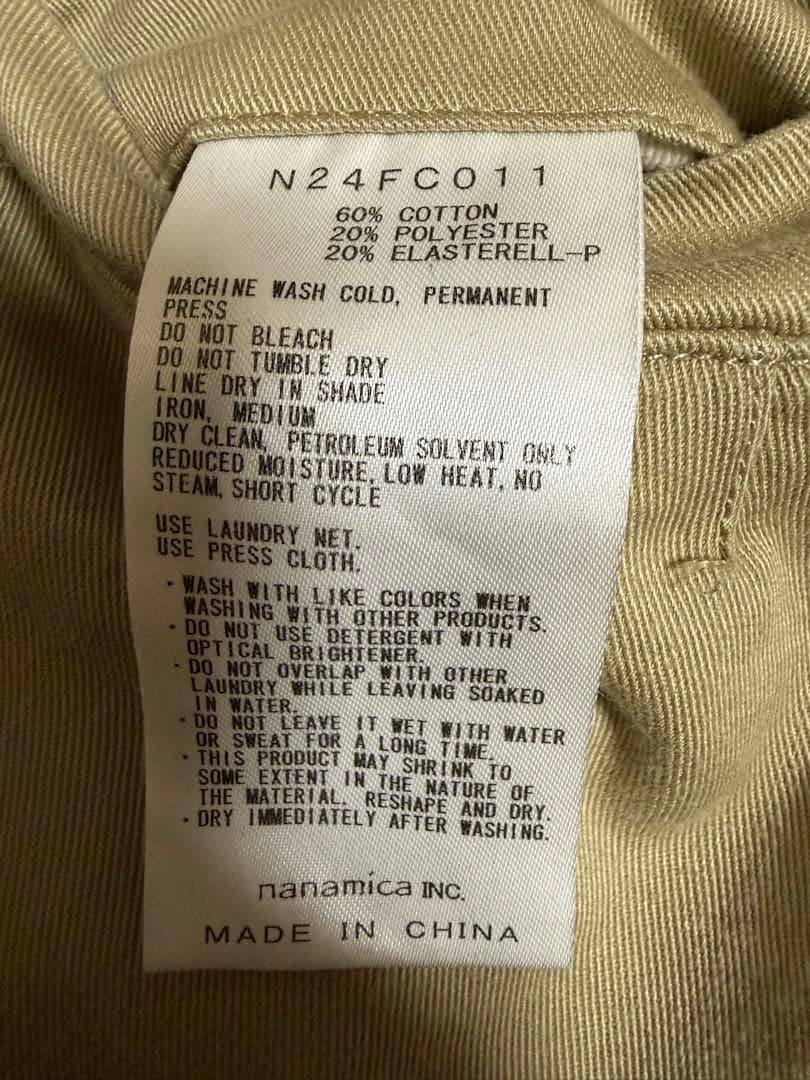 N24FC011
60% COTTON
20% POLYESTER
20% ELASTERELL-P
MACHINE WASH COLD, PERMANENT
PRESS
DO NOT BLEACH
DO NOT TUMBLE DRY
LINE DRY IN SHADE
IRON, MEDIUM
DRY CLEAN, PETROLEUM SOLVENT ONLY
REDUCED MOISTURE, LOW HEAT, NO
STEAM, SHORT CYCLE
USE LAUNDRY NET.
USE PRESS CLOTH.
・WASH WITH LIKE COLORS WHEN
WASHING WITH OTHER PRODUCTS.
・DO NOT USE DETERGENT WITH
OPTICAL BRIGHTENER.
・DO NOT OVERLAP WITH OTHER
LAUNDRY WHILE LEAVING SOAKED
IN WATER.
・DO NOT LEAVE IT WET WITH WATER
OR SWEAT FOR A LONG TIME.
・THIS PRODUCT MAY SHRINK TO
SOME EXTENT IN THE NATURE OF
THE MATERIAL. RESHAPE AND DRY.
・DRY IMMEDIATELY AFTER WASHING.
nanamica INC.
MADE IN CHINA